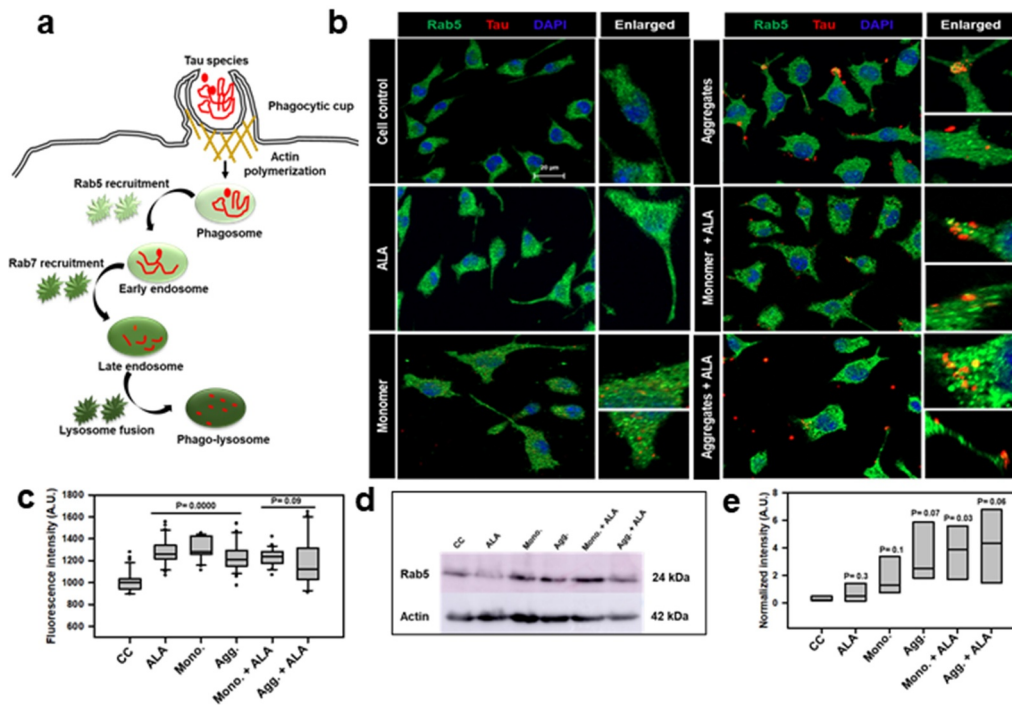 a
Tau species
Phagocytic cup
Actin
polymerization
Rab5 recruitment
Phagosome
Rab7 recruitment
Early endosome
Late endosome
Lysosome fusion
Phago-lysosome
b
Rab5 Tau DAPI Enlarged
Cell control
20 µm
ALA
Monomer
Rab5 Tau DAPI Enlarged
Aggregates
Monomer + ALA
Aggregates + ALA
c
Fluorescence intensity (A.U.)
1800
1600
1400
1200
1000
800
600
P= 0.0000
P= 0.09
CC
ALA
Mono.
Agg.
Mono. + ALA
Agg. + ALA
d
CC
ALA
Mono.
Agg.
Mono. + ALA
Agg. + ALA
Rab5
24 kDa
Actin
42 kDa
e
Normalized intensity (A.U.)
8
6
4
2
0
P= 0.3
P= 0.1
P= 0.07
P= 0.03
P= 0.06
CC
ALA
Mono.
Agg.
Mono. + ALA
Agg. + ALA